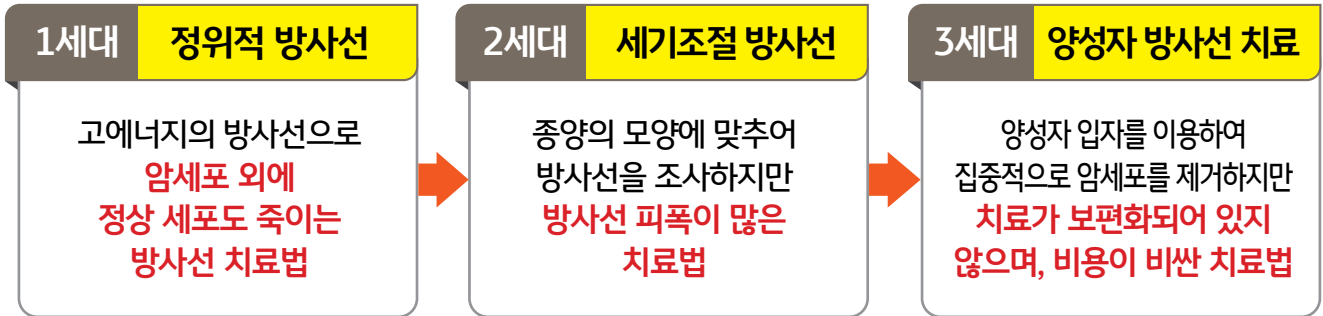 1세대 정위적 방사선
고에너지의 방사선으로
암세포 외에
정상 세포도 죽이는
방사선 치료법
2세대 세기조절 방사선
종양의 모양에 맞추어
방사선을 조사하지만
방사선 피폭이 많은
치료법
3세대 양성자 방사선 치료
양성자 입자를 이용하여
집중적으로 암세포를 제거하지만
치료가 보편화되어 있지
않으며, 비용이 비싼 치료법